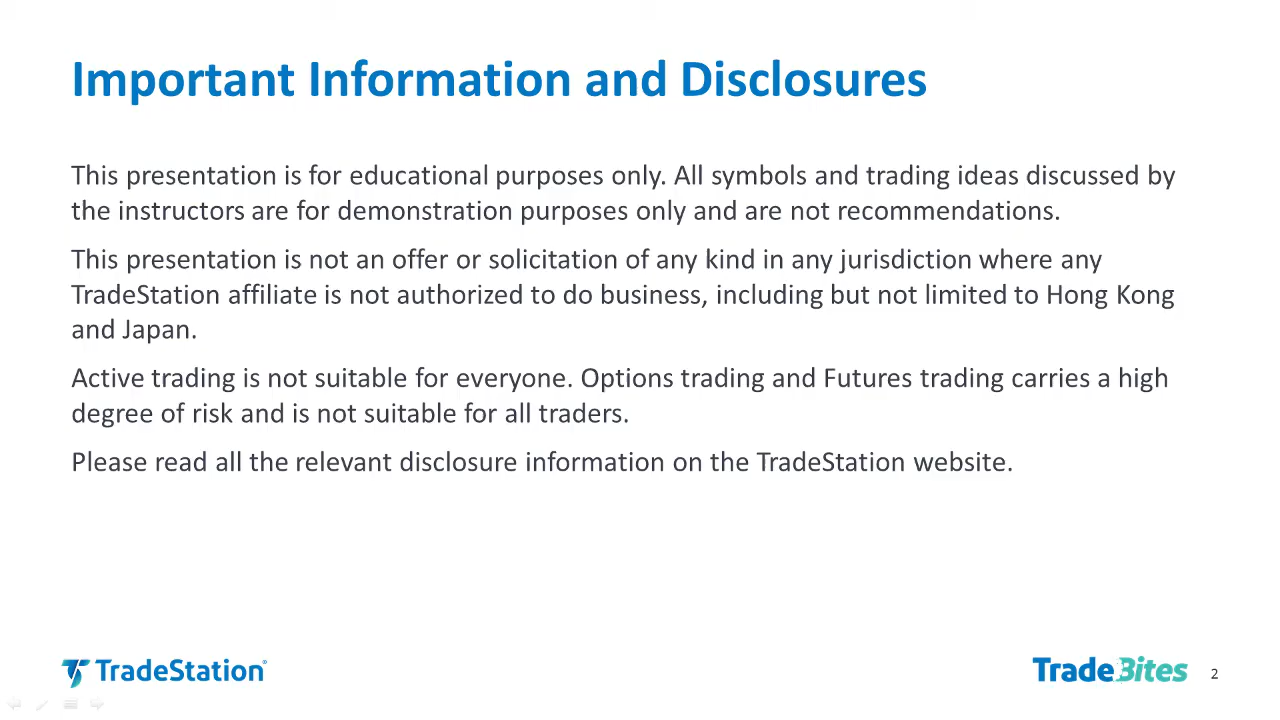 Important Information and Disclosures
This presentation is for educational purposes only. All symbols and trading ideas discussed by
the instructors are for demonstration purposes only and are not recommendations.
This presentation is not an offer or solicitation of any kind in any jurisdiction where any
TradeStation affiliate is not authorized to do business, including but not limited to Hong Kong
and Japan.
Active trading is not suitable for everyone. Options trading and Futures trading carries a high
degree of risk and is not suitable for all traders.
Please read all the relevant disclosure information on the TradeStation website.
TradeStation®
TradeBites
2